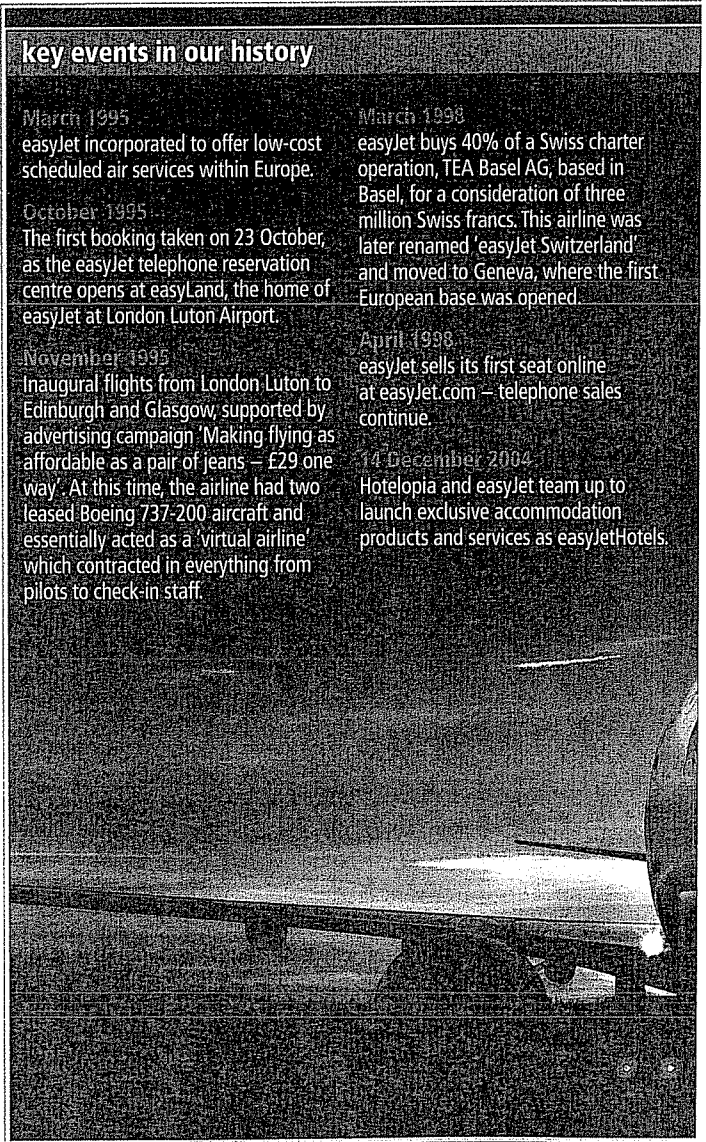 key events in our history
March 1995
easyJet incorporated to offer low-cost
scheduled air services within Europe.
October 1995
The first booking taken on 23 October,
as the easyJet telephone reservation
centre opens at easyLand, the home of
easyJet at London Luton Airport.
November 1995
Inaugural flights from London Luton to
Edinburgh and Glasgow, supported by
advertising campaign ‘Making flying as
affordable as a pair of jeans – £29 one
way’. At this time, the airline had two
leased Boeing 737-200 aircraft and
essentially acted as a ‘virtual airline’
which contracted in everything from
pilots to check-in staff.
March 1998
easyJet buys 40% of a Swiss charter
operation, TEA Basel AG, based in
Basel, for a consideration of three
million Swiss francs. This airline was
later renamed ‘easyJet Switzerland’
and moved to Geneva, where the first
European base was opened.
April 1998
easyJet sells its first seat online
at easyJet.com – telephone sales
continue.
14 December 2004
Hotelopia and easyJet team up to
launch exclusive accommodation
products and services as easyJetHotels.